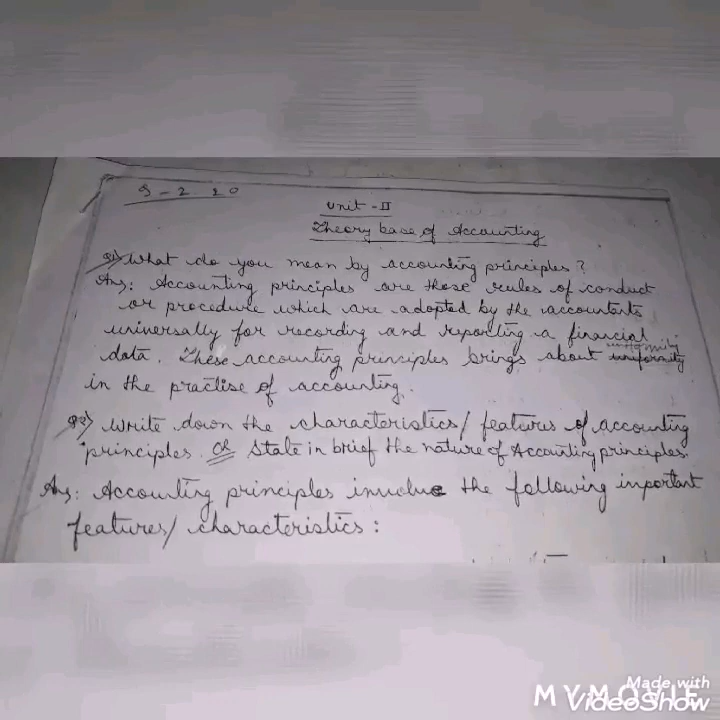 9-2 20
Unit - II
Theory base of Accounting
Q1) What do you mean by accounting principles?
Ans: Accounting principles are those rules of conduct
or procedure which are adopted by the accountants
universally for recording and reporting a financial
data. These accounting principles brings about uniformity
in the practise of accounting.
Q2) Write down the characteristics/ features of accounting
principles. OR State in brief the nature of Accounting principles.
Ans: Accounting principles involve the following inportant
features/ characteristics:
Made with
MY MOVIE
VideoShow